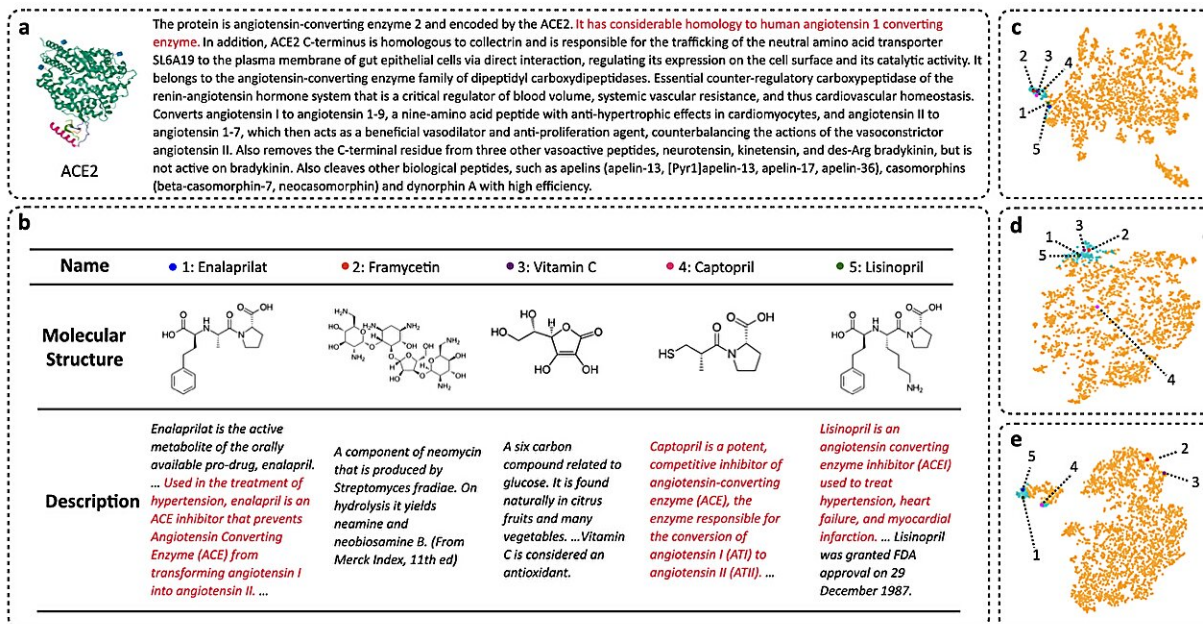 a
The protein is angiotensin-converting enzyme 2 and encoded by the ACE2. It has considerable homology to human angiotensin 1 converting
enzyme. In addition, ACE2 C-terminus is homologous to collectrin and is responsible for the trafficking of the neutral amino acid transporter
SL6A19 to the plasma membrane of gut epithelial cells via direct interaction, regulating its expression on the cell surface and its catalytic activity. It
belongs to the angiotensin-converting enzyme family of dipeptidyl carboxydipeptidases. Essential counter-regulatory carboxypeptidase of the
renin-angiotensin hormone system that is a critical regulator of blood volume, systemic vascular resistance, and thus cardiovascular homeostasis.
Converts angiotensin I to angiotensin 1-9, a nine-amino acid peptide with anti-hypertrophic effects in cardiomyocytes, and angiotensin II to
angiotensin 1-7, which then acts as a beneficial vasodilator and anti-proliferation agent, counterbalancing the actions of the vasoconstrictor
angiotensin II. Also removes the C-terminal residue from three other vasoactive peptides, neurotensin, kinetensin, and des-Arg bradykinin, but is
not active on bradykinin. Also cleaves other biological peptides, such as apelins (apelin-13, [Pyr1]apelin-13, apelin-17, apelin-36), casomorphins
(beta-casomorphin-7, neocasomorphin) and dynorphin A with high efficiency.
ACE2
b
Name
1: Enalaprilat
2: Framycetin
3: Vitamin C
4: Captopril
5: Lisinopril
Molecular
Structure
Description
Enalaprilat is the active
metabolite of the orally
available pro-drug, enalapril.
... Used in the treatment of
hypertension, enalapril is an
ACE inhibitor that prevents
Angiotensin Converting
Enzyme (ACE) from
transforming angiotensin I
into angiotensin II. ...
A component of neomycin
that is produced by
Streptomyces fradiae. On
hydrolysis it yields
neamine and
neobiosamine B. (From
Merck Index, 11th ed)
A six carbon
compound related to
glucose. It is found
naturally in citrus
fruits and many
vegetables. ...Vitamin
C is considered an
antioxidant.
Captopril is a potent,
competitive inhibitor of
angiotensin-converting
enzyme (ACE), the
enzyme responsible for
the conversion of
angiotensin I (ATI) to
angiotensin II (ATII). ...
Lisinopril is an
angiotensin converting
enzyme inhibitor (ACEI)
used to treat
hypertension, heart
failure, and myocardial
infarction. ... Lisinopril
was granted FDA
approval on 29
December 1987.
c
2 3 4
1
5
d
3
1 2
5
4
e
5 4 2
3
1